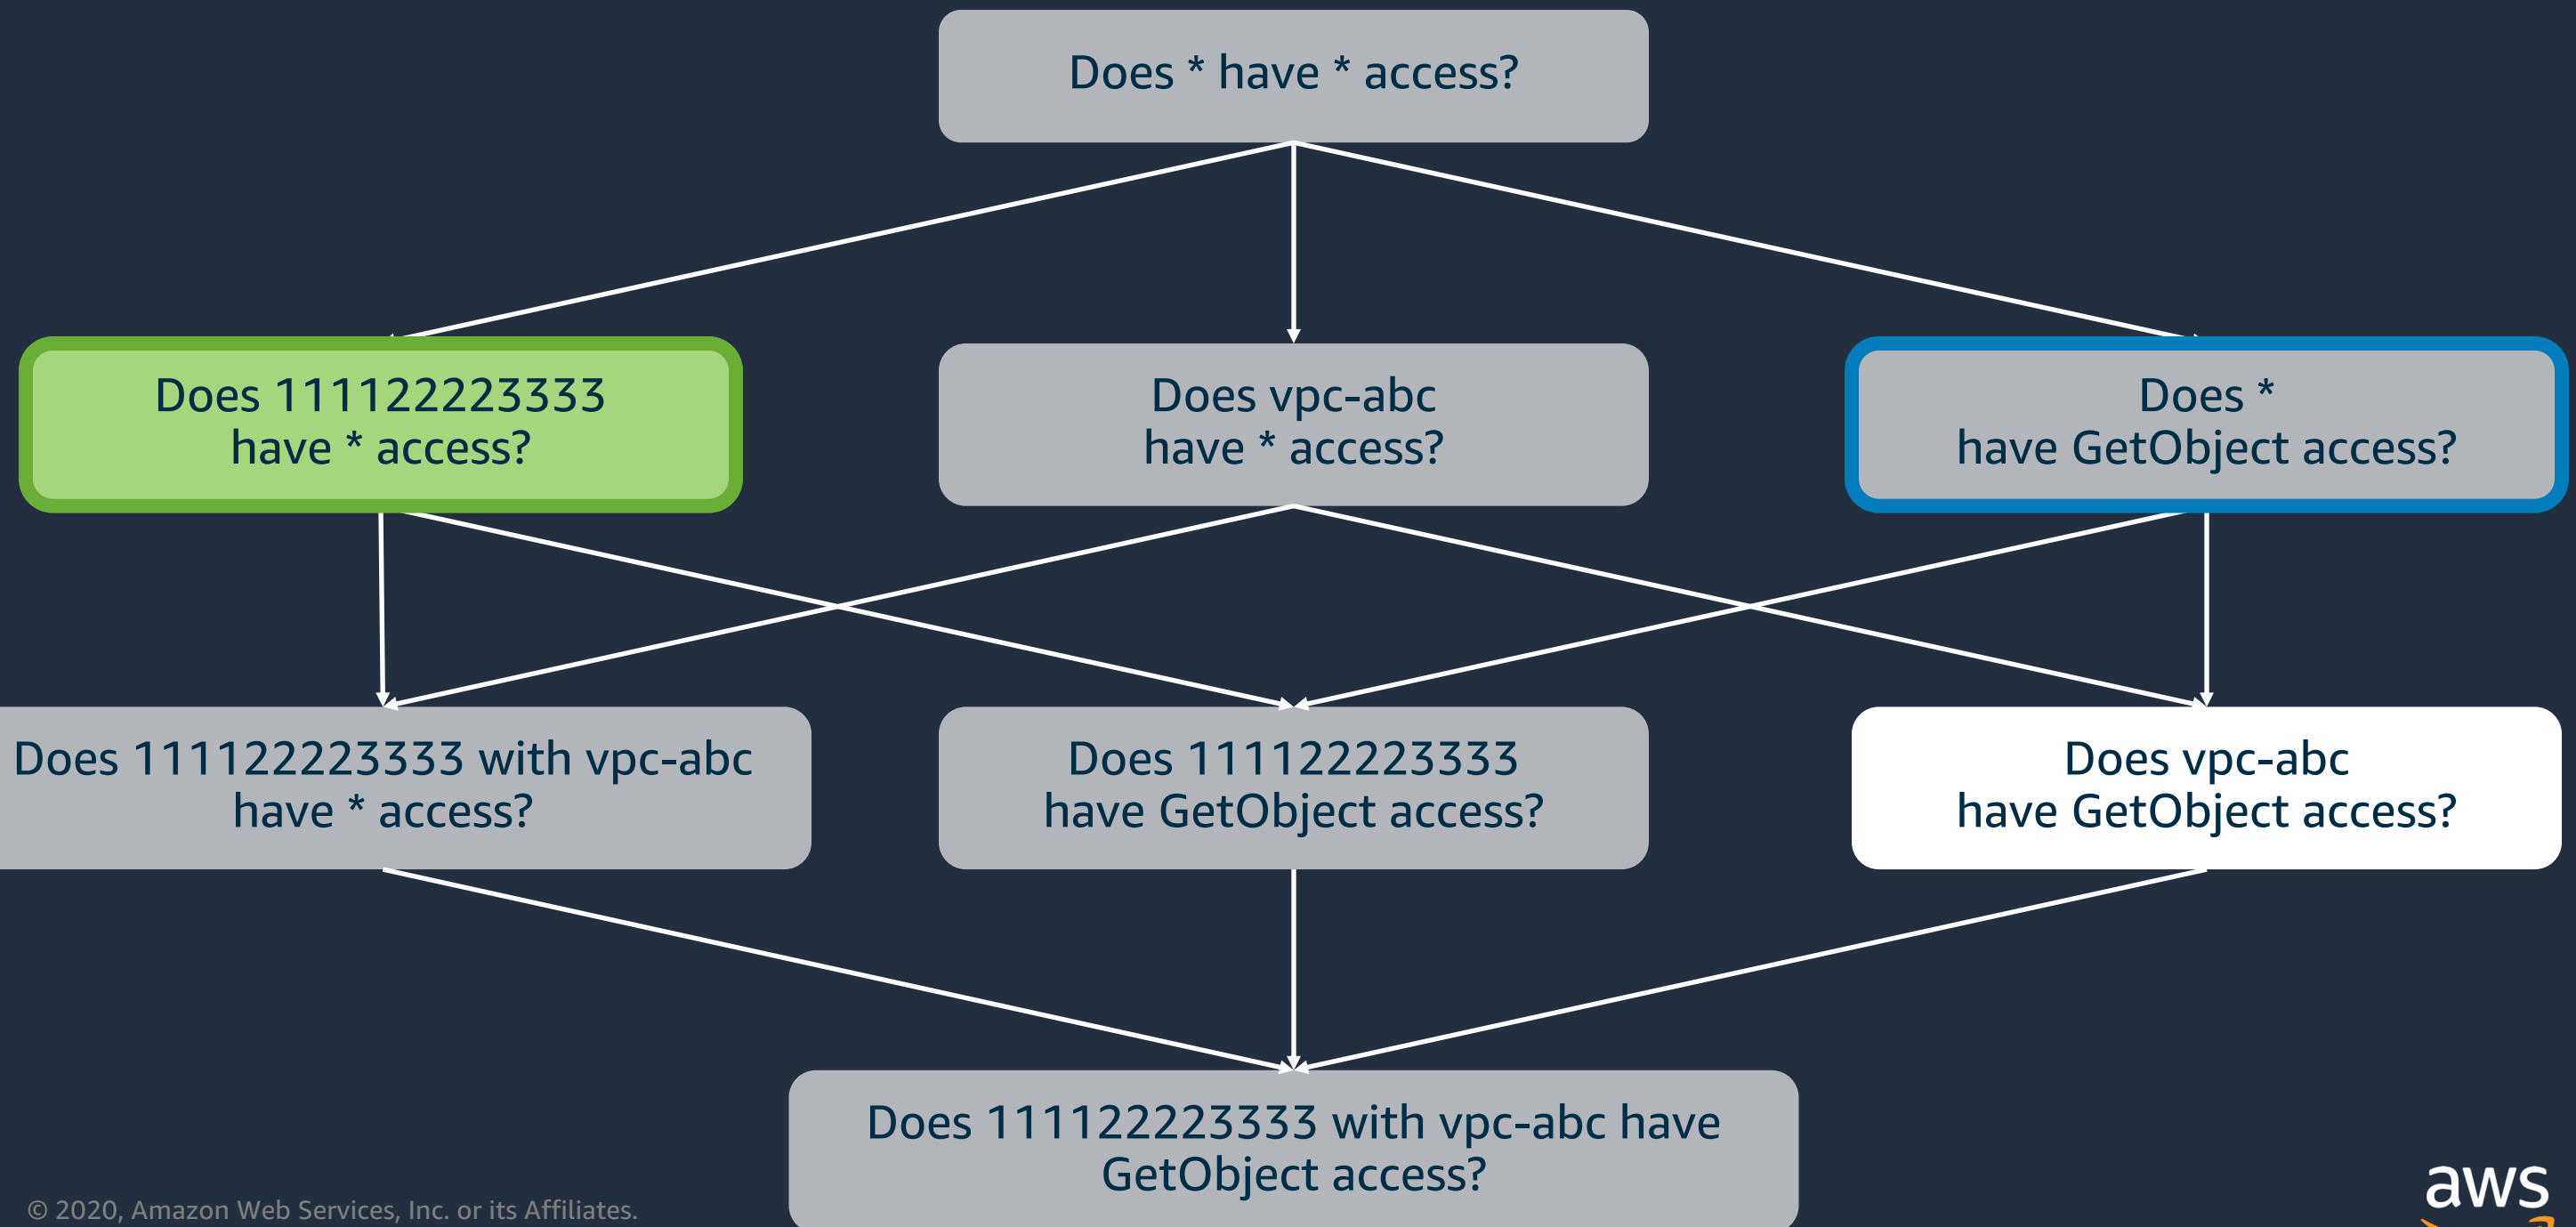 Does * have * access?
Does 111122223333
have * access?
Does vpc-abc
have * access?
Does *
have GetObject access?
Does 111122223333 with vpc-abc
have * access?
Does 111122223333
have GetObject access?
Does vpc-abc
have GetObject access?
Does 111122223333 with vpc-abc have
GetObject access?
© 2020, Amazon Web Services, Inc. or its Affiliates.
aws